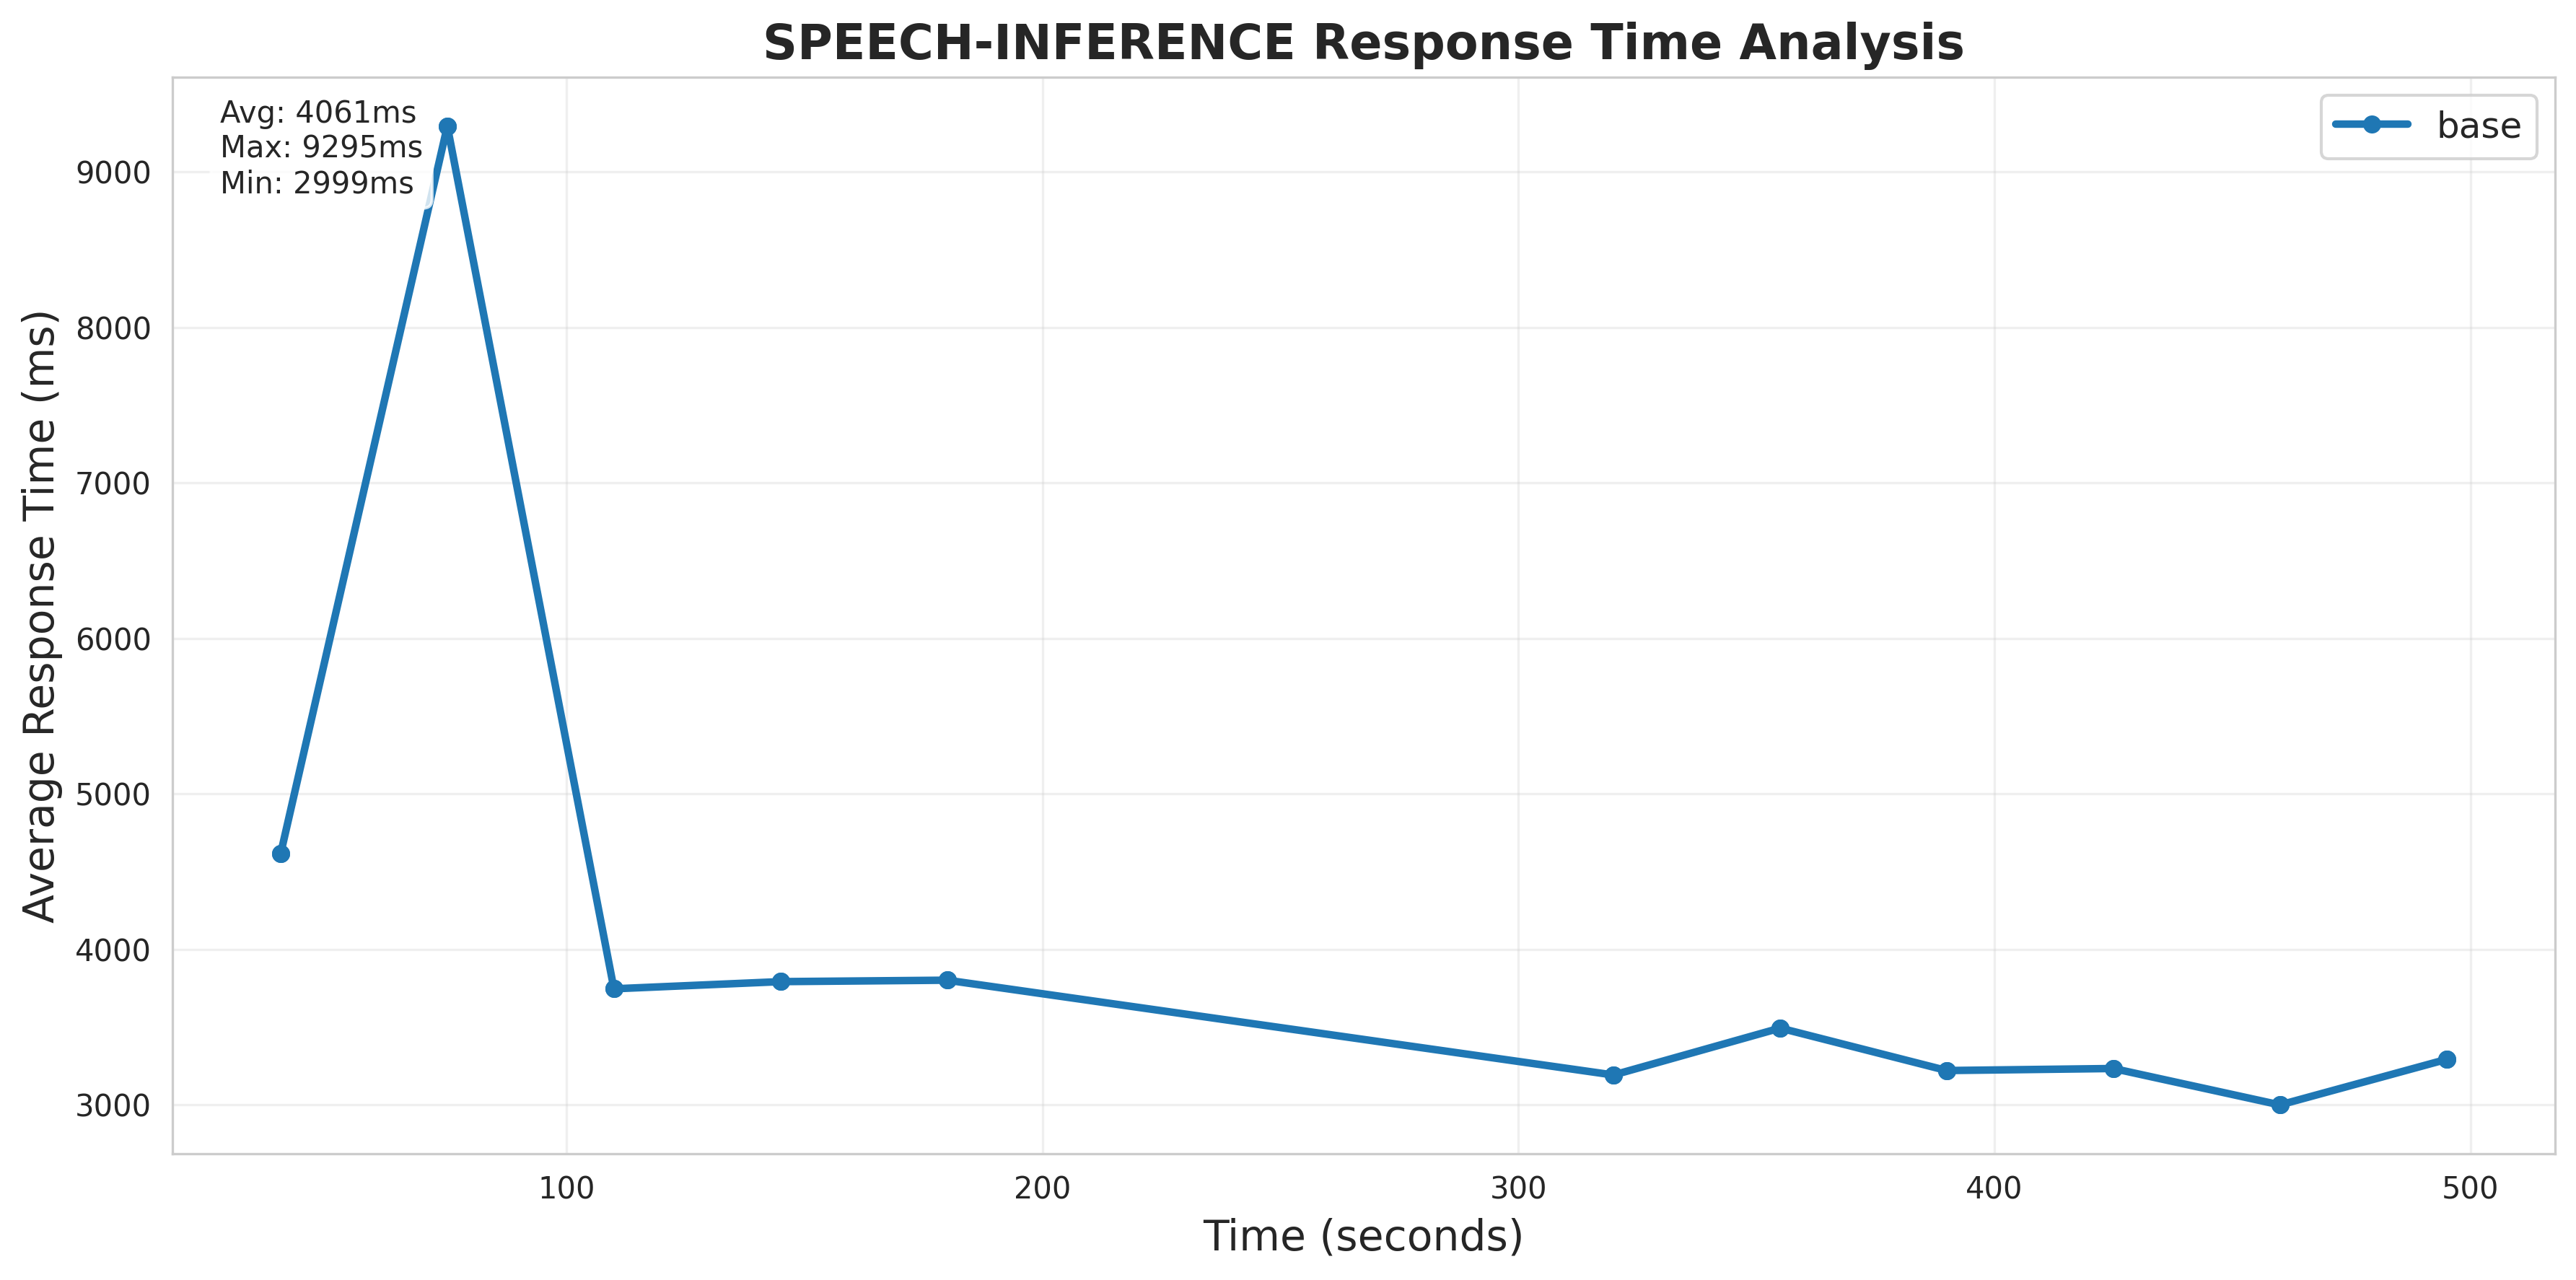 SPEECH-INFERENCE Response Time Analysis
Avg: 4061ms
Max: 9295ms
Min: 2999ms
base
Average Response Time (ms)
9000
8000
7000
6000
5000
4000
3000
100 200 300 400 500
Time (seconds)